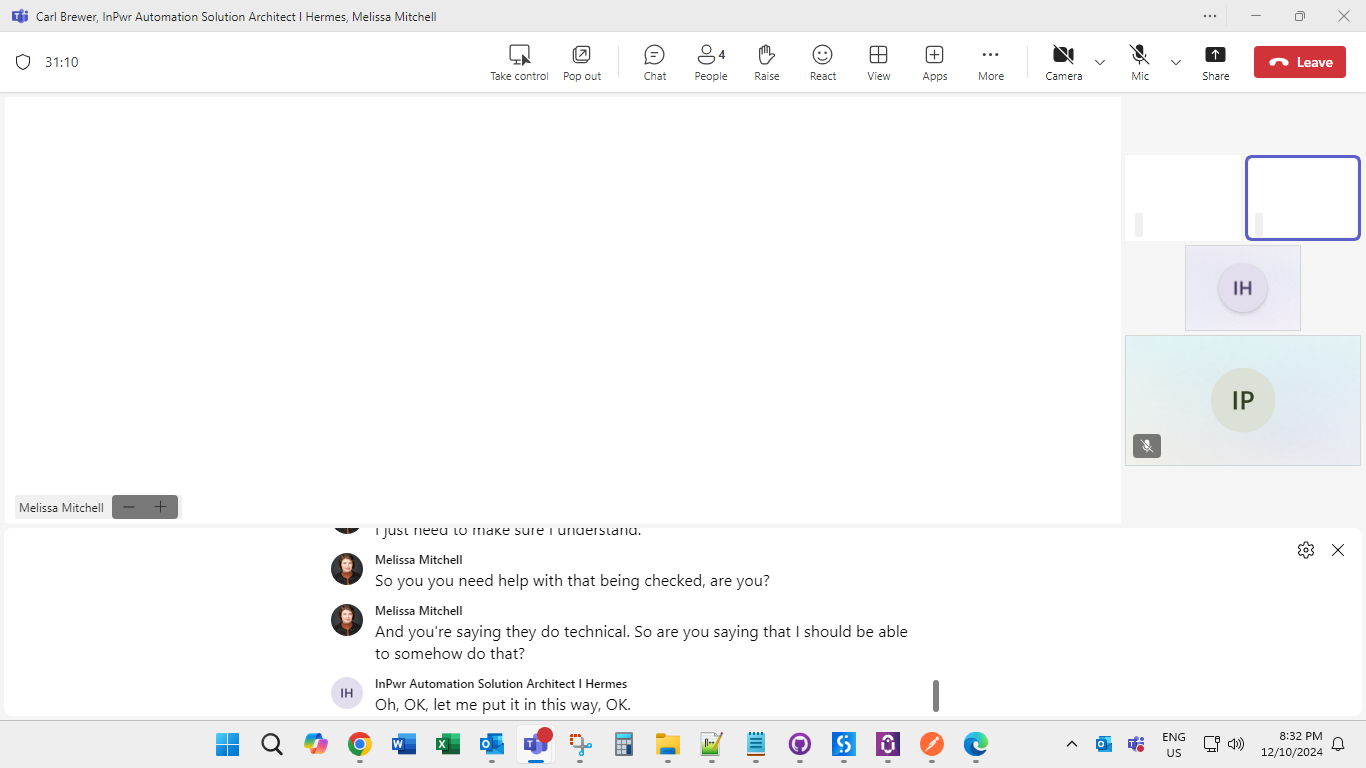 Carl Brewer, InPwr Automation Solution Architect I Hermes, Melissa Mitchell
31:10
Take control
Pop out
Chat
4
People
Raise
React
View
Apps
More
Camera
Mic
Share
Leave
IH
IP
Melissa Mitchell
I just need to make sure I understand.
Melissa Mitchell
So you you need help with that being checked, are you?
Melissa Mitchell
And you're saying they do technical. So are you saying that I should be able
to somehow do that?
IH
InPwr Automation Solution Architect I Hermes
Oh, OK, let me put it in this way, OK.
ENG
US
8:32 PM
12/10/2024